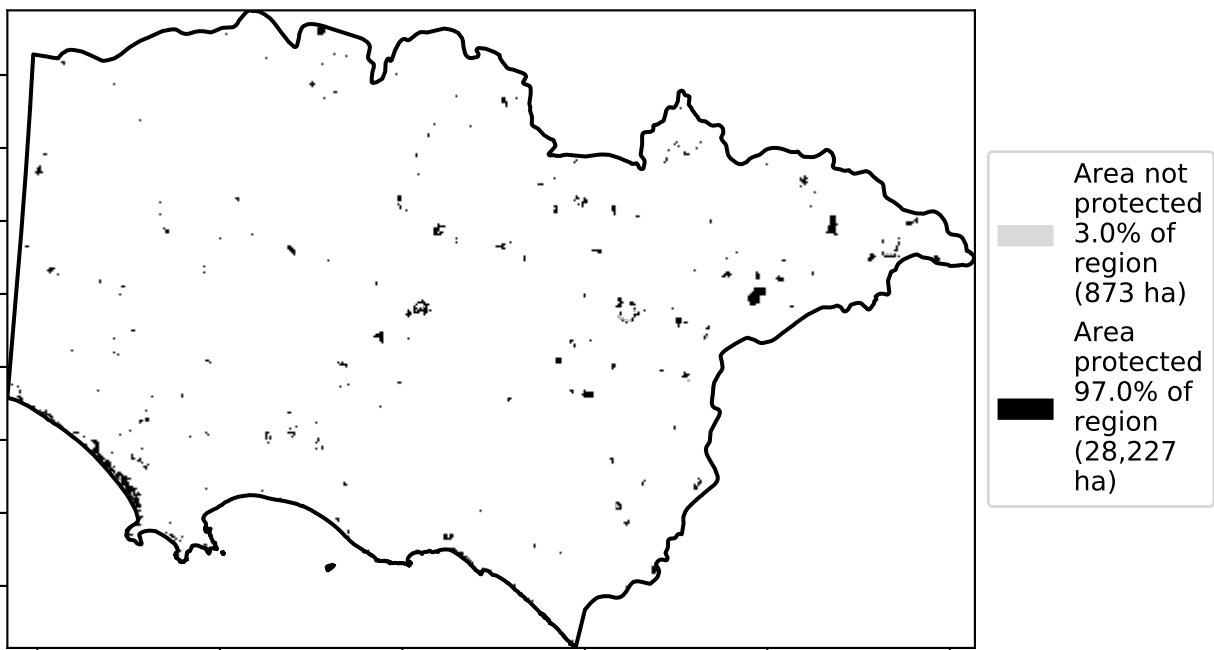 Area not
protected
3.0% of
region
(873 ha)
Area
protected
97.0% of
region
(28,227
ha)